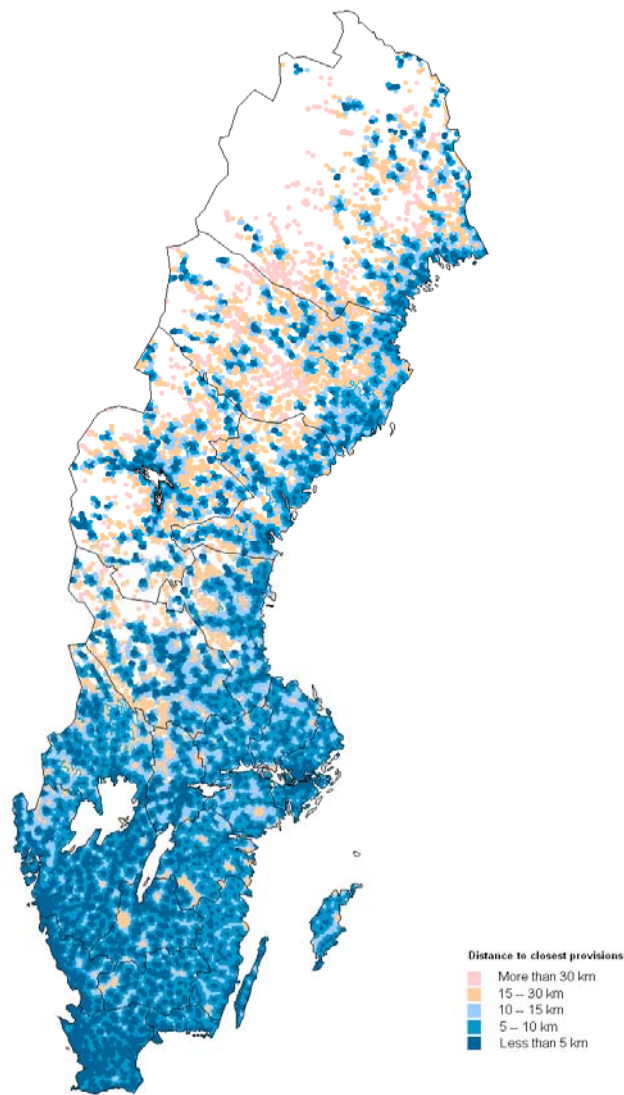 Distance to closest provisions
More than 30 km
15 -- 30 km
10 -- 15 km
5 -- 10 km
Less than 5 km